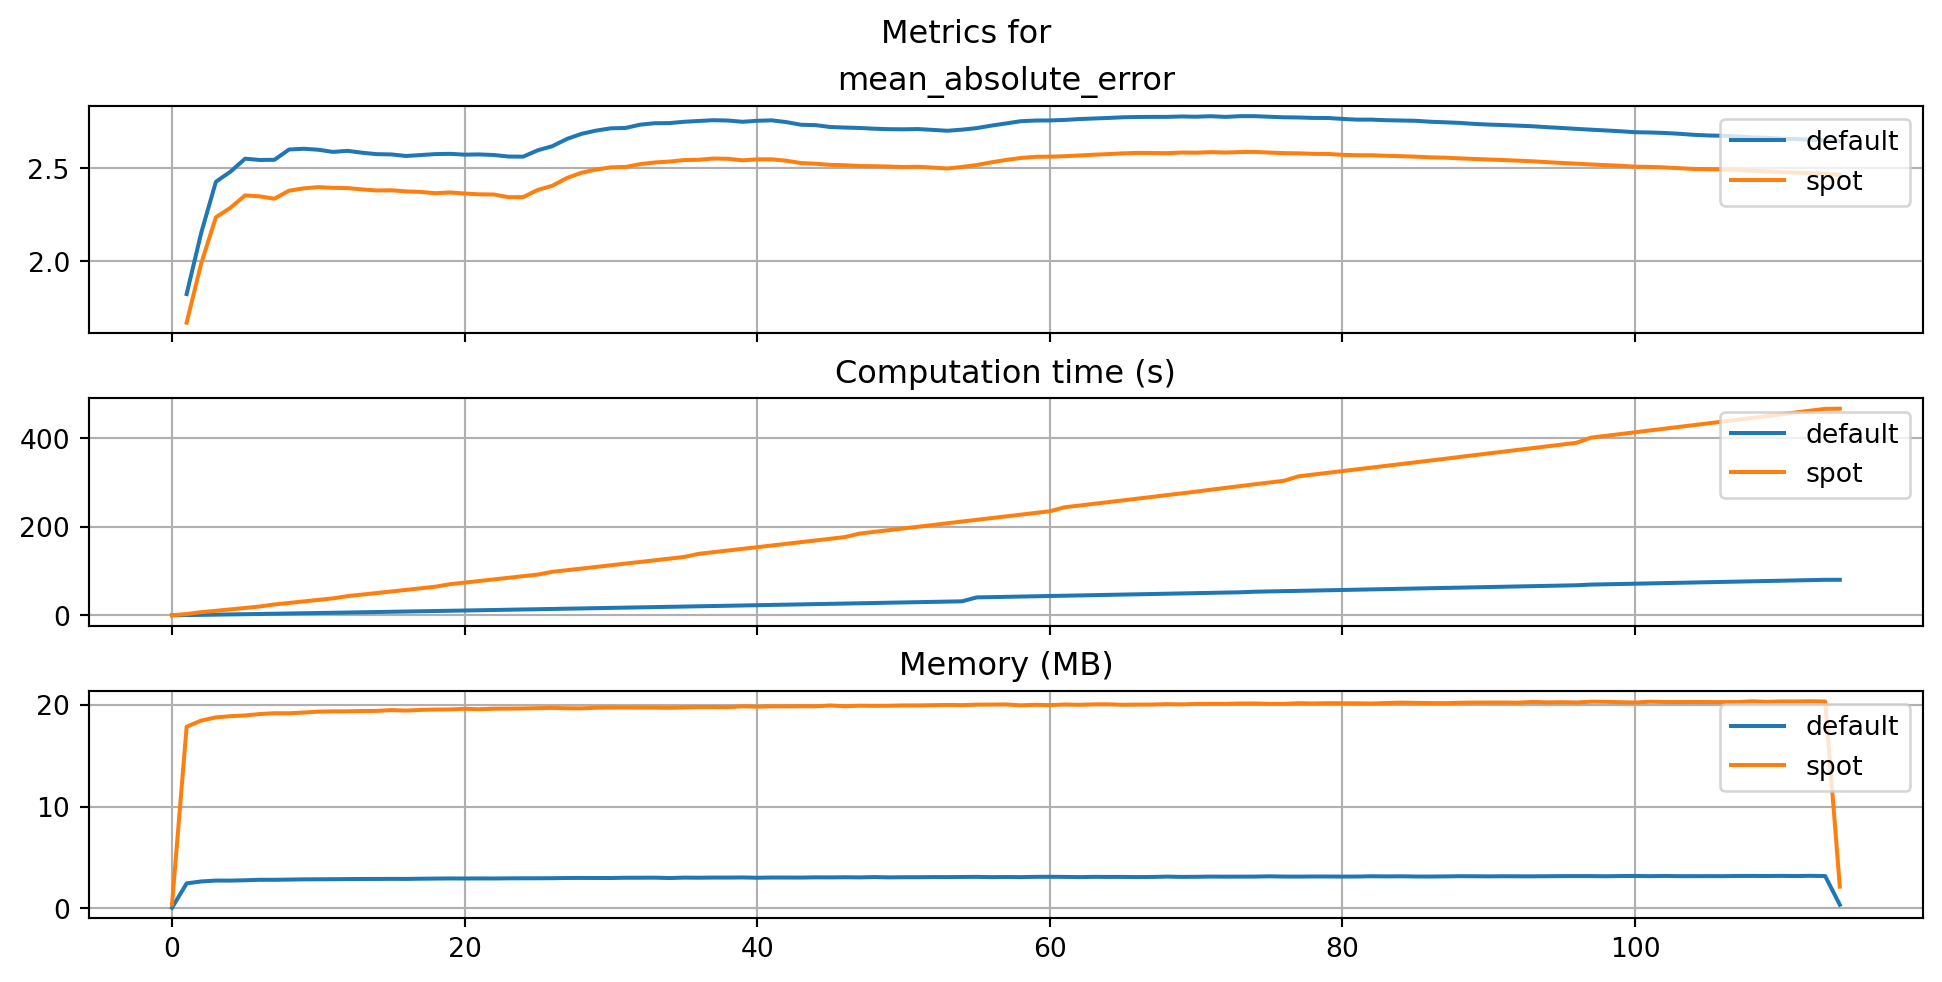 Metrics for
mean_absolute_error
2.5
2.0
default
spot
Computation time (s)
400
200
0
default
spot
Memory (MB)
20
10
0
default
spot
0 20 40 60 80 100